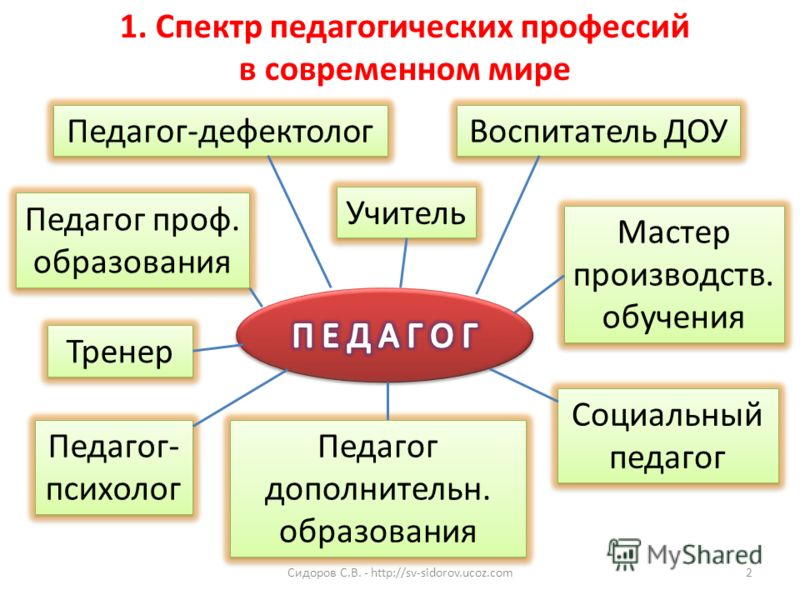 1. Спектр педагогических профессий
в современном мире
Педагог-дефектолог
Воспитатель ДОУ
Учитель
Педагог проф.
образования
Мастер
производств.
обучения
ПЕДАГОГ
Тренер
Социальный
педагог
Педагог-
психолог
Педагог
дополнительн.
образования
Сидоров С.В. - http://sv-sidorov.ucoz.com
2
MyShared